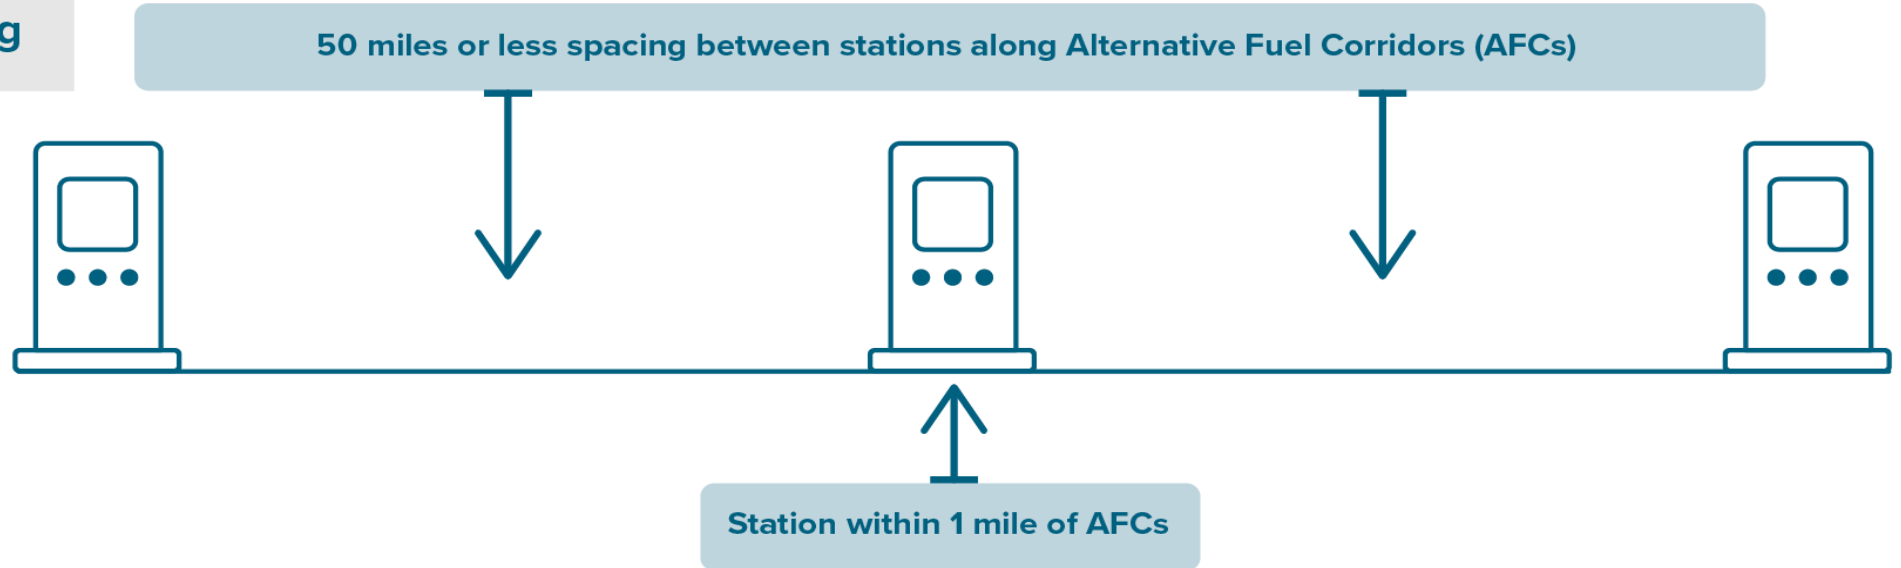 g
50 miles or less spacing between stations along Alternative Fuel Corridors (AFCs)
Station within 1 mile of AFCs